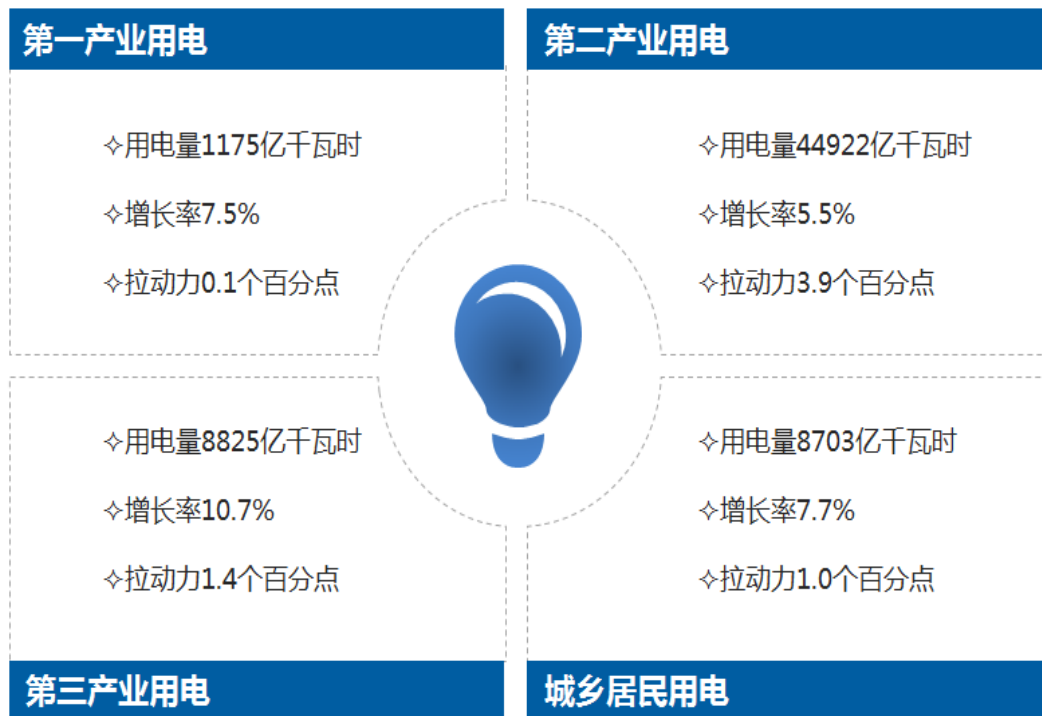 第一产业用电
✧用电量1175亿千瓦时
✧增长率7.5%
✧拉动力0.1个百分点
第二产业用电
✧用电量44922亿千瓦时
✧增长率5.5%
✧拉动力3.9个百分点
✧用电量8825亿千瓦时
✧增长率10.7%
✧拉动力1.4个百分点
第三产业用电
✧用电量8703亿千瓦时
✧增长率7.7%
✧拉动力1.0个百分点
城乡居民用电